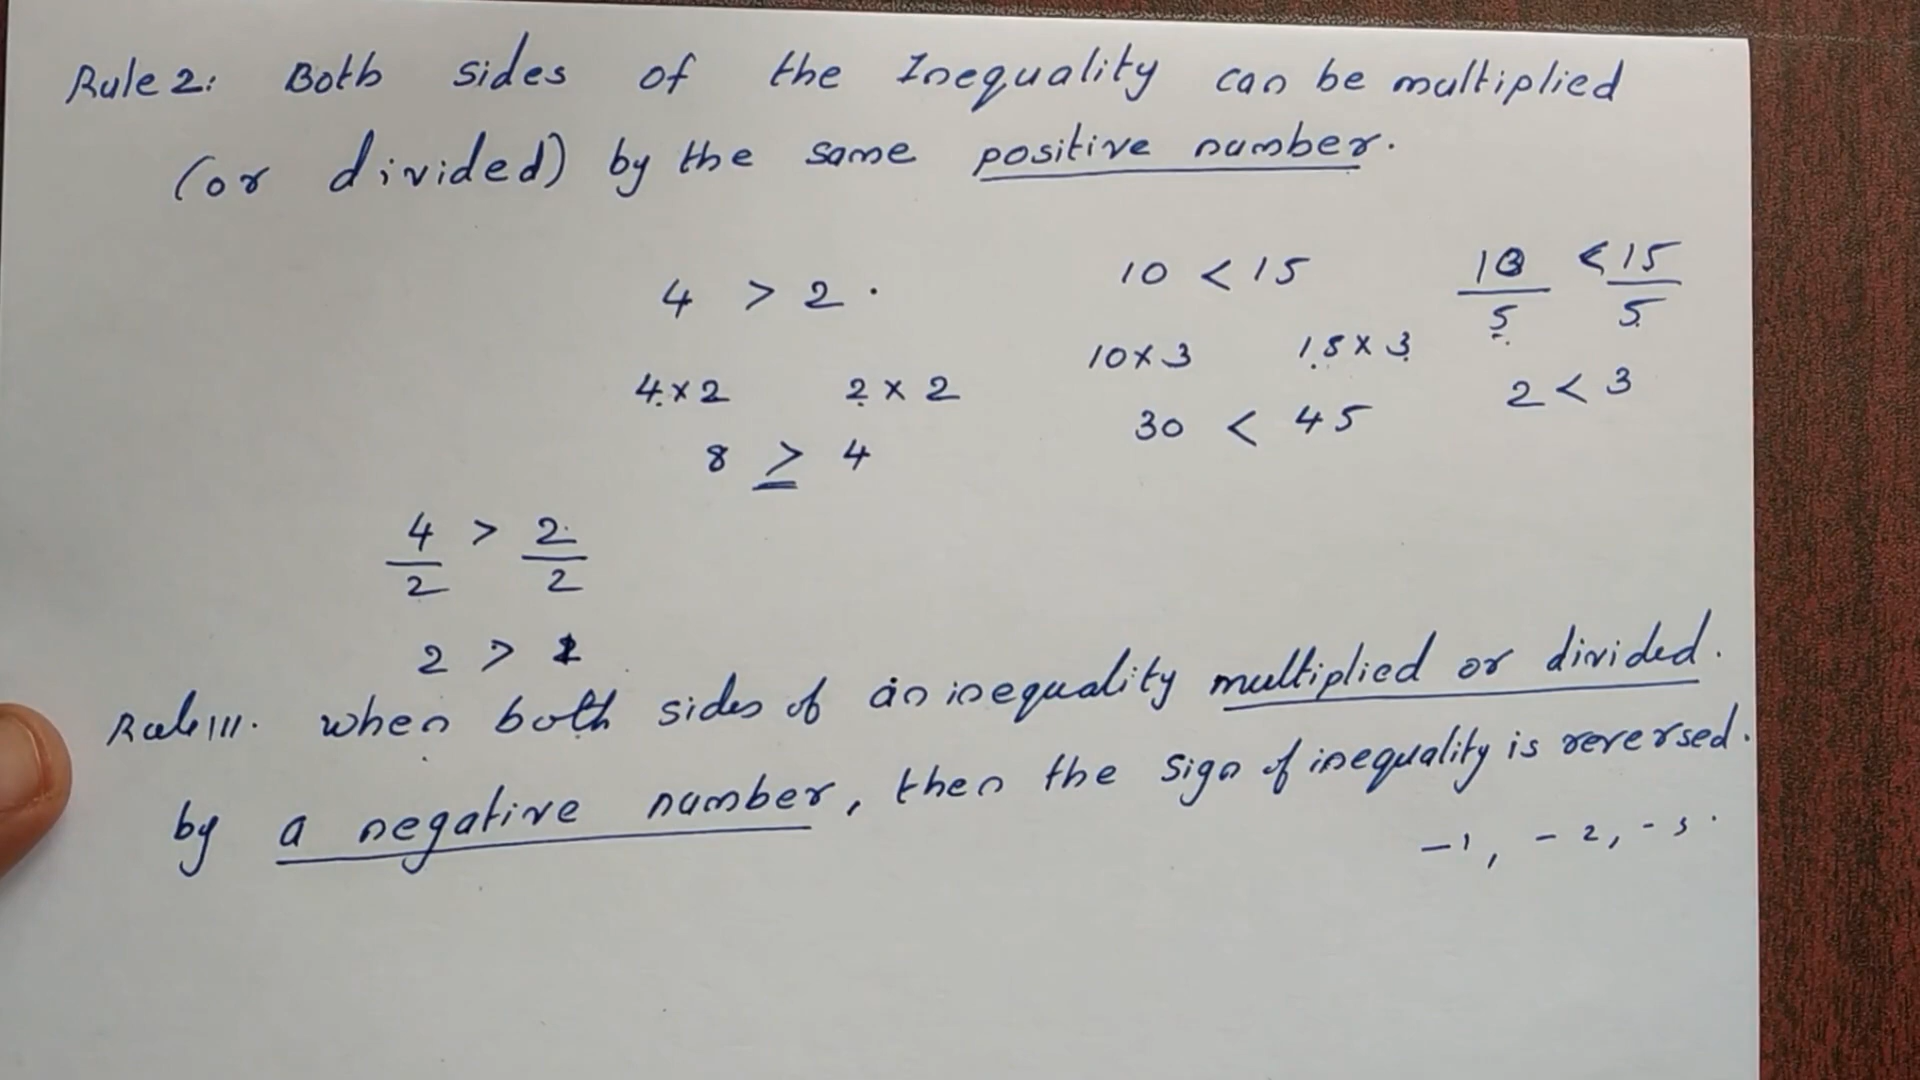 Rule 2: Both sides of the Inequality can be multiplied
(or divided) by the same positive number.
4 > 2 .
4 × 2 2 × 2
8 > 4
10 < 15
10 × 3 15 × 3
30 < 45
10/5 < 15/5
2 < 3
4/2 > 2/2
2 > 1
Rule III. when both sides of an inequality multiplied or divided.
by a negative number, then the sign of inequality is reversed.
-1, -2, -3.